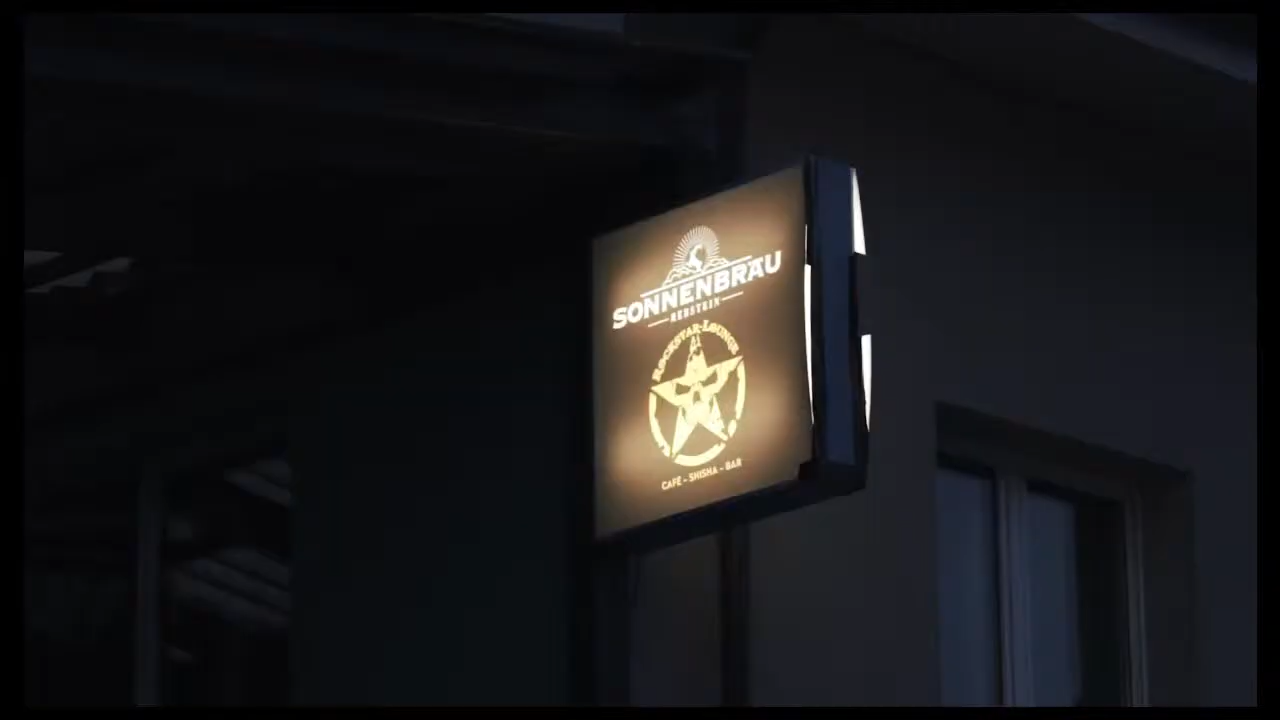 SONNENBRÄU
REBSTEIN
ROCKSTAR-LOUNGE
CAFÉ - SHISHA - BAR